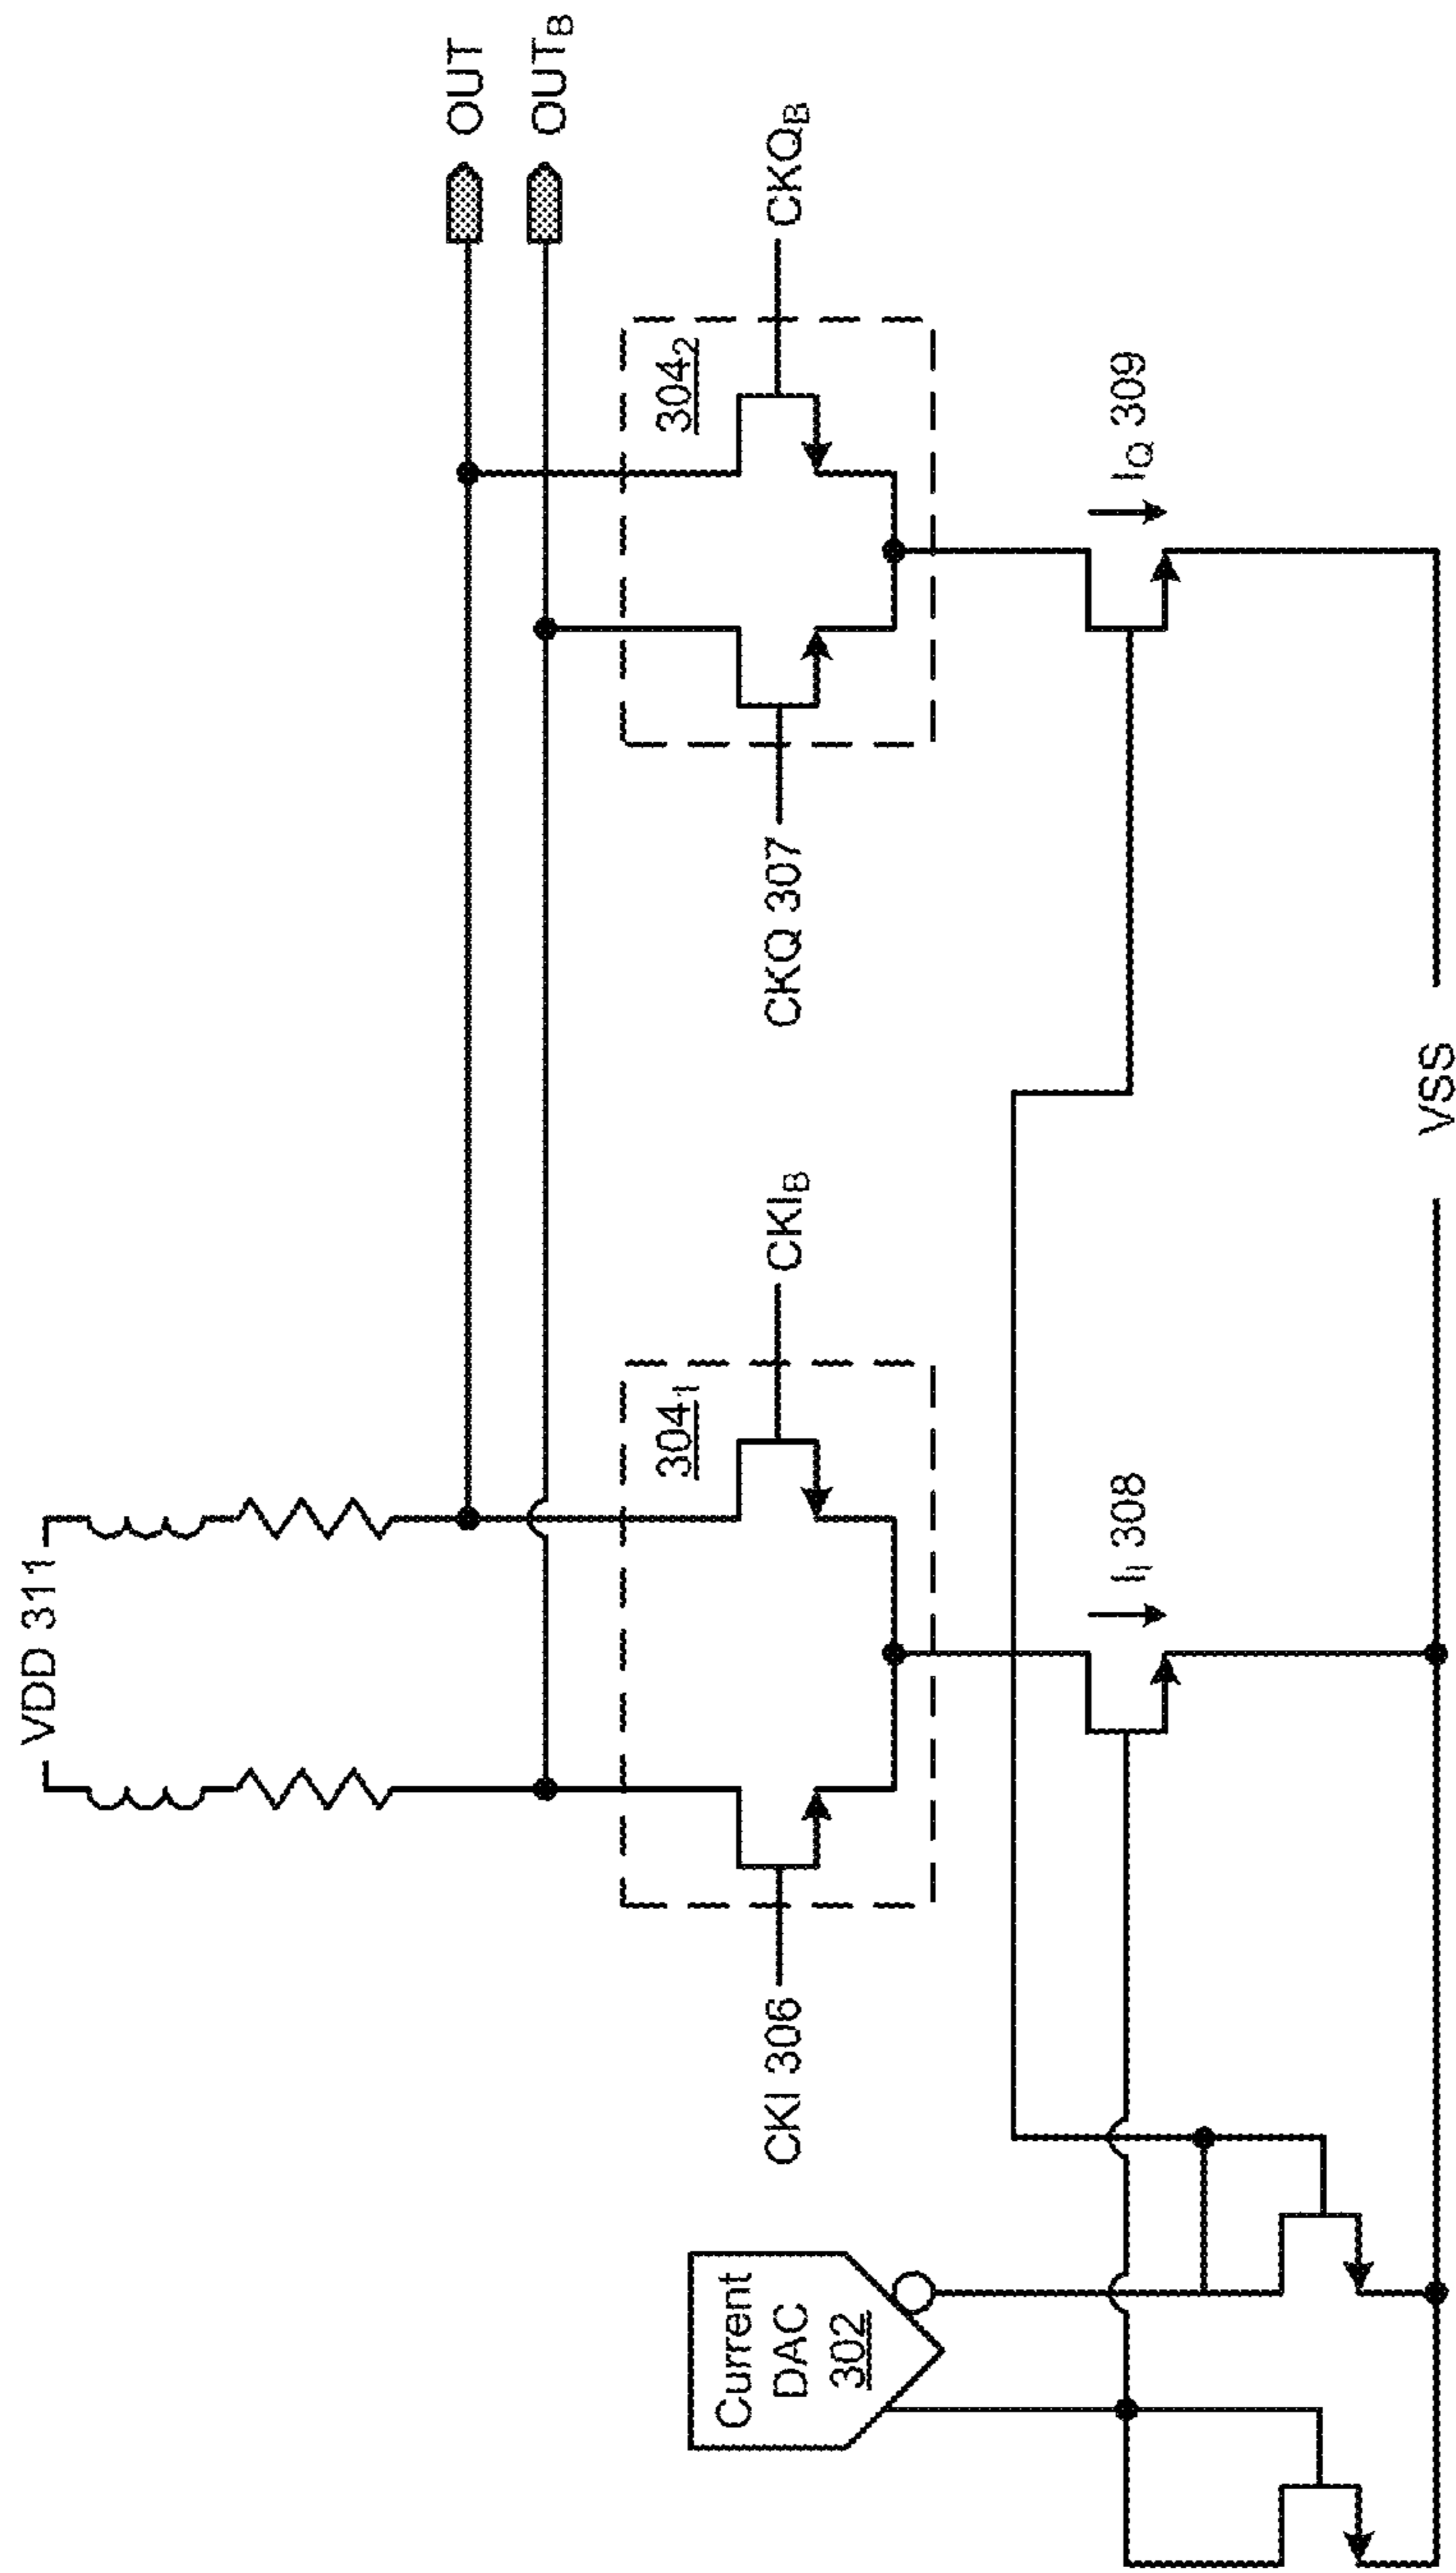 VDD 311
OUT
OUTB
304₁
304₂
CKI 306
CKIB
CKQ 307
CKQB
Current
DAC
302
II 308
IQ 309
VSS